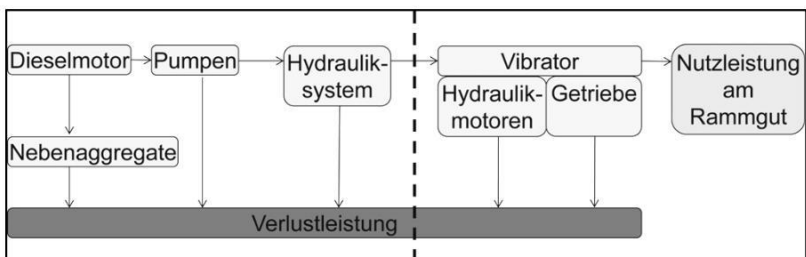 Dieselmotor
Pumpen
Hydraulik-
system
Vibrator
Hydraulik-
motoren
Getriebe
Nutzleistung
am
Rammgut
Nebenaggregate
Verlustleistung